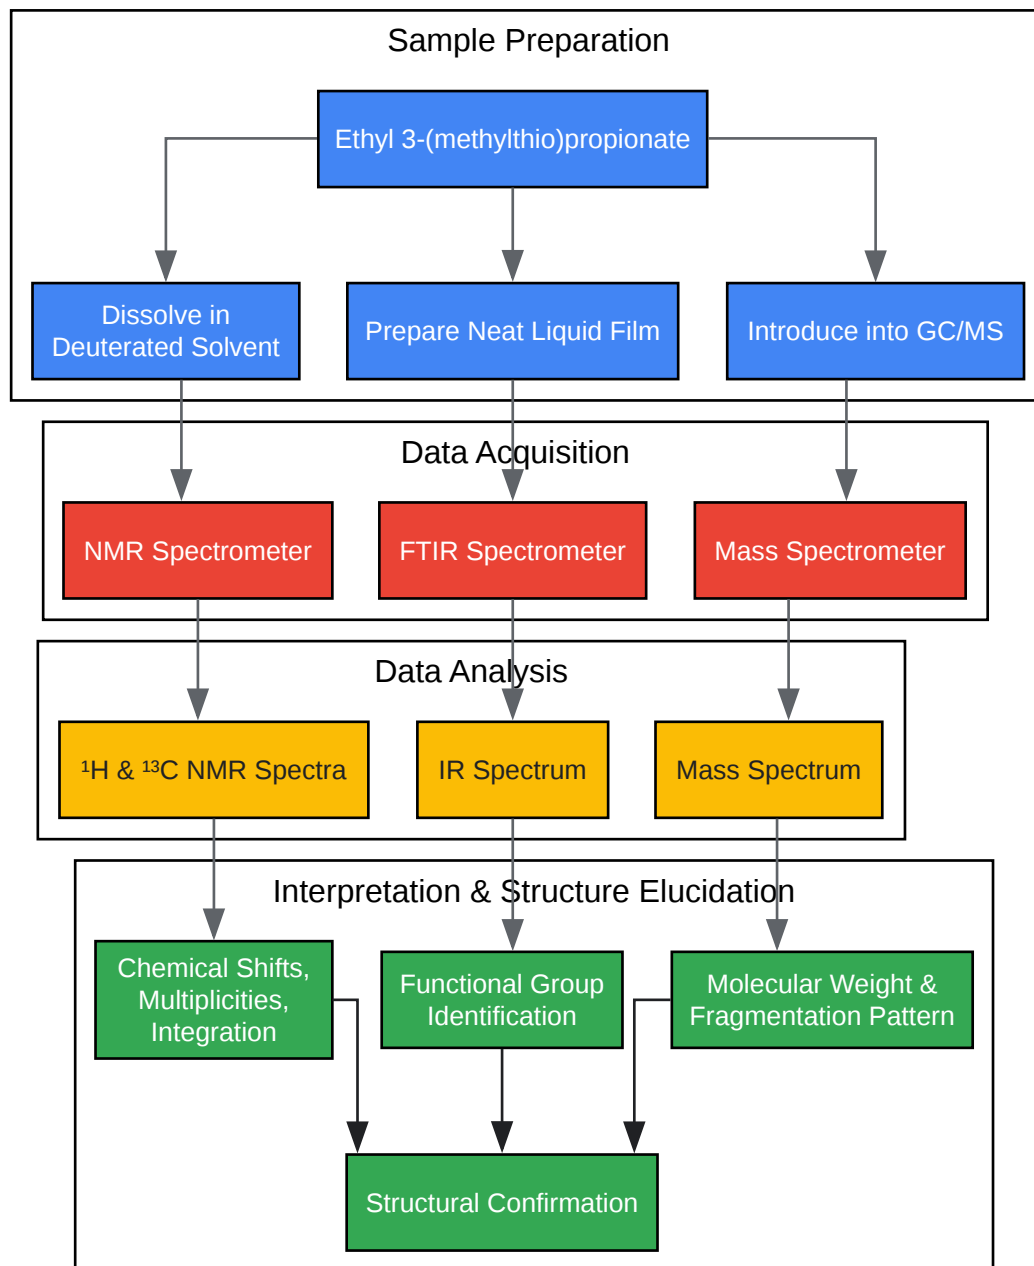 Sample Preparation
Ethyl 3-(methylthio)propionate
Dissolve in
Deuterated Solvent
Prepare Neat Liquid Film
Introduce into GC/MS
Data Acquisition
NMR Spectrometer
FTIR Spectrometer
Mass Spectrometer
Data Analysis
¹H & ¹³C NMR Spectra
IR Spectrum
Mass Spectrum
Interpretation & Structure Elucidation
Chemical Shifts,
Multiplicities,
Integration
Functional Group
Identification
Molecular Weight &
Fragmentation Pattern
Structural Confirmation